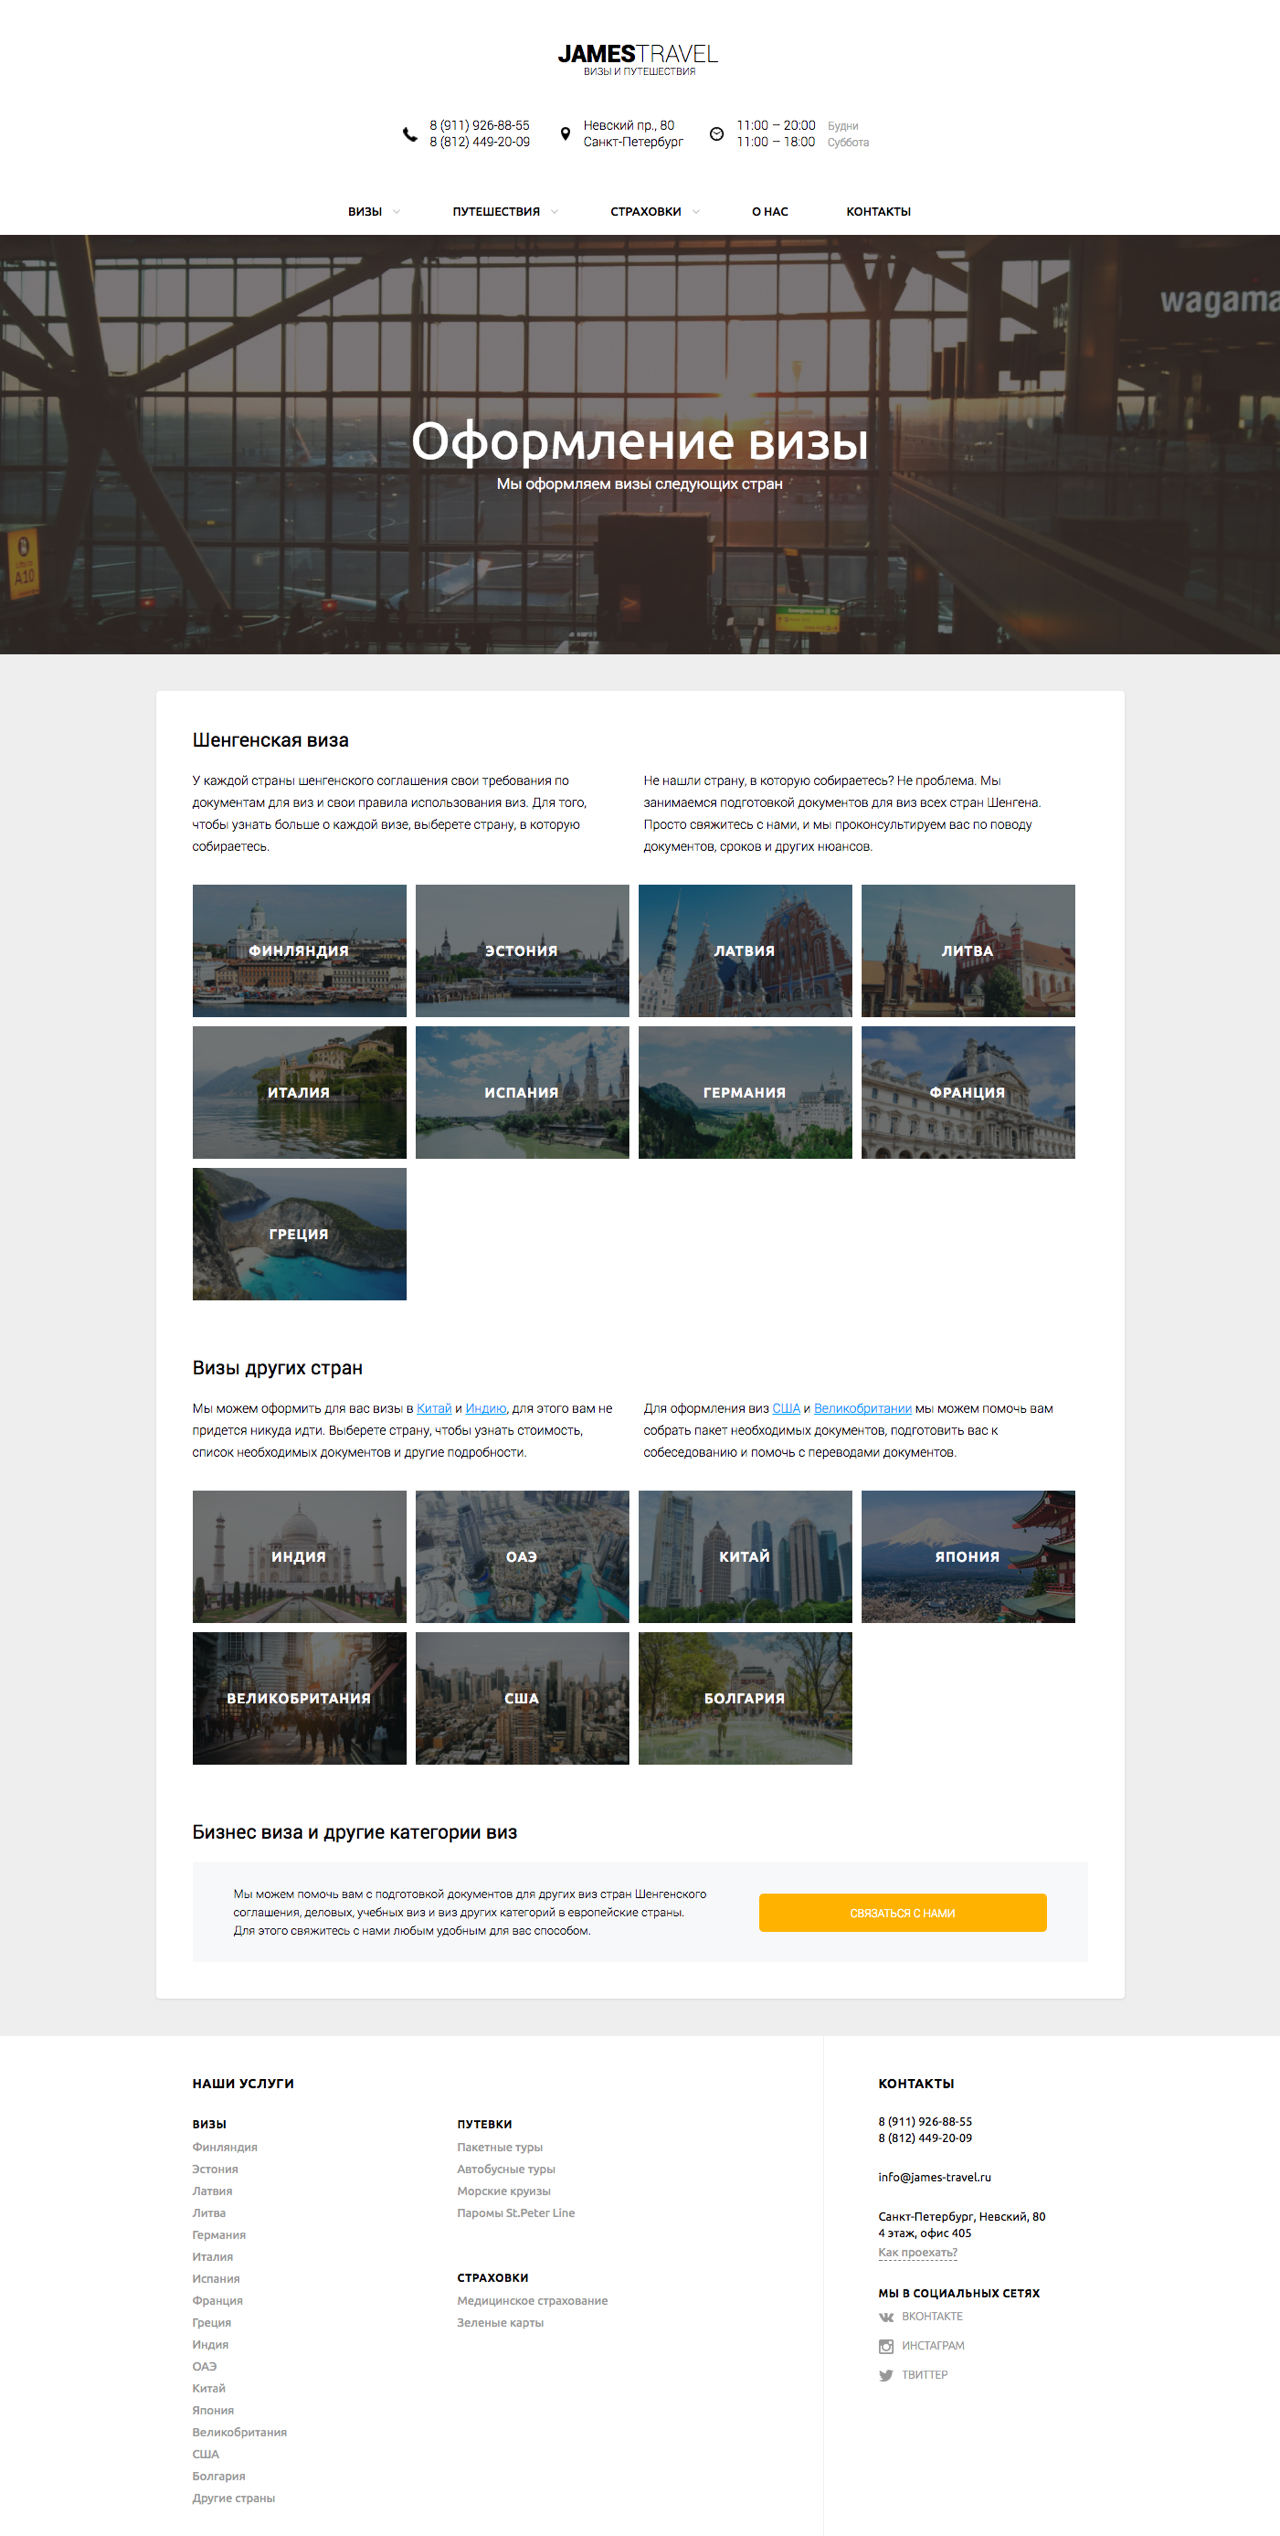 JAMESTRAVEL
ВИЗЫ И ПУТЕШЕСТВИЯ
8 (911) 926-88-55
8 (812) 449-20-09
Невский пр., 80
Санкт-Петербург
11:00 – 20:00 Будни
11:00 – 18:00 Суббота
ВИЗЫ
ПУТЕШЕСТВИЯ
СТРАХОВКИ
О НАС
КОНТАКТЫ
wagama
Оформление визы
Мы оформляем визы следующих стран
A10
Шенгенская виза
У каждой страны шенгенского соглашения свои требования по
документам для виз и свои правила использования виз. Для того,
чтобы узнать больше о каждой визе, выберете страну, в которую
собираетесь.
Не нашли страну, в которую собираетесь? Не проблема. Мы
занимаемся подготовкой документов для виз всех стран Шенгена.
Просто свяжитесь с нами, и мы проконсультируем вас по поводу
документов, сроков и других нюансов.
ФИНЛЯНДИЯ
ЭСТОНИЯ
ЛАТВИЯ
ЛИТВА
ИТАЛИЯ
ИСПАНИЯ
ГЕРМАНИЯ
ФРАНЦИЯ
ГРЕЦИЯ
Визы других стран
Мы можем оформить для вас визы в Китай и Индию, для этого вам не
придется никуда идти. Выберете страну, чтобы узнать стоимость,
список необходимых документов и другие подробности.
Для оформления виз США и Великобритании мы можем помочь вам
собрать пакет необходимых документов, подготовить вас к
собеседованию и помочь с переводами документов.
ИНДИЯ
ОАЭ
КИТАЙ
ЯПОНИЯ
ВЕЛИКОБРИТАНИЯ
США
БОЛГАРИЯ
Бизнес виза и другие категории виз
Мы можем помочь вам с подготовкой документов для других виз стран Шенгенского
соглашения, деловых, учебных виз и виз других категорий в европейские страны.
Для этого свяжитесь с нами любым удобным для вас способом.
СВЯЗАТЬСЯ С НАМИ
НАШИ УСЛУГИ
ВИЗЫ
Финляндия
Эстония
Латвия
Литва
Германия
Италия
Испания
Франция
Греция
Индия
ОАЭ
Китай
Япония
Великобритания
США
Болгария
Другие страны
ПУТЕВКИ
Пакетные туры
Автобусные туры
Морские круизы
Паромы St.Peter Line
СТРАХОВКИ
Медицинское страхование
Зеленые карты
КОНТАКТЫ
8 (911) 926-88-55
8 (812) 449-20-09
info@james-travel.ru
Санкт-Петербург, Невский, 80
4 этаж, офис 405
Как проехать?
МЫ В СОЦИАЛЬНЫХ СЕТЯХ
ВКОНТАКТЕ
ИНСТАГРАМ
ТВИТТЕР